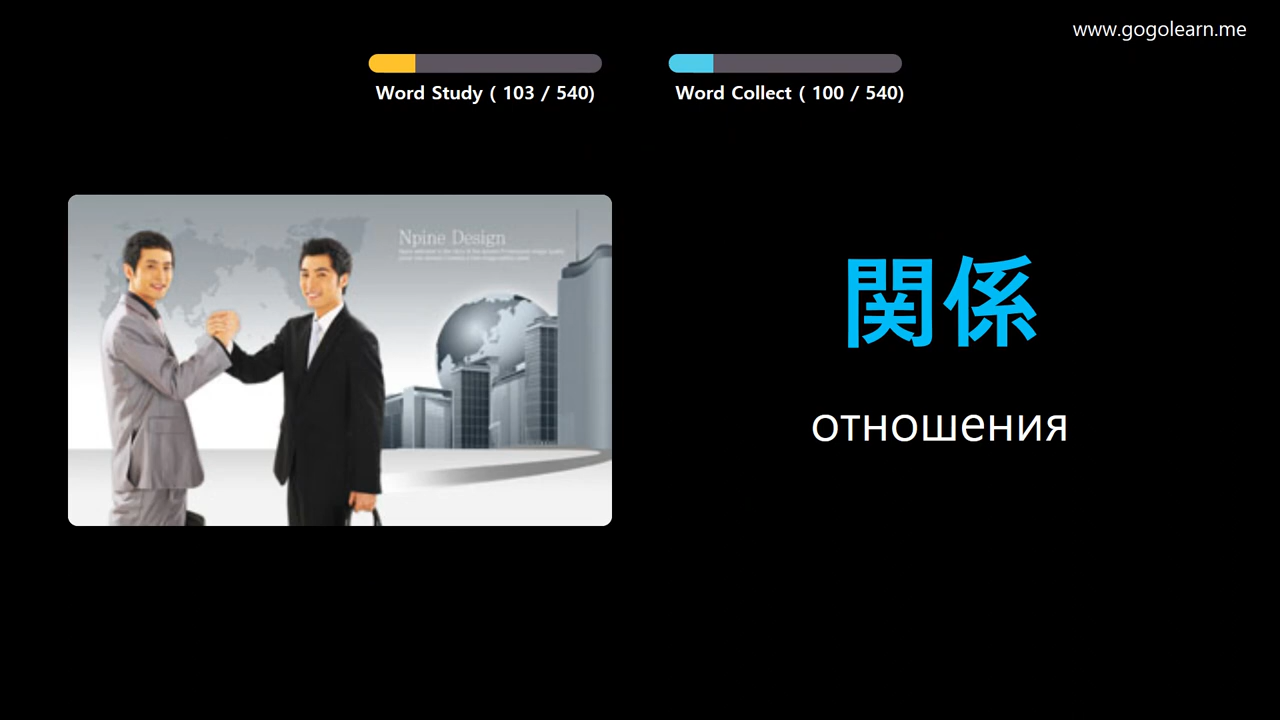 www.gogolearn.me
Word Study ( 103 / 540)
Word Collect ( 100 / 540)
Npine Design
関係
отношения